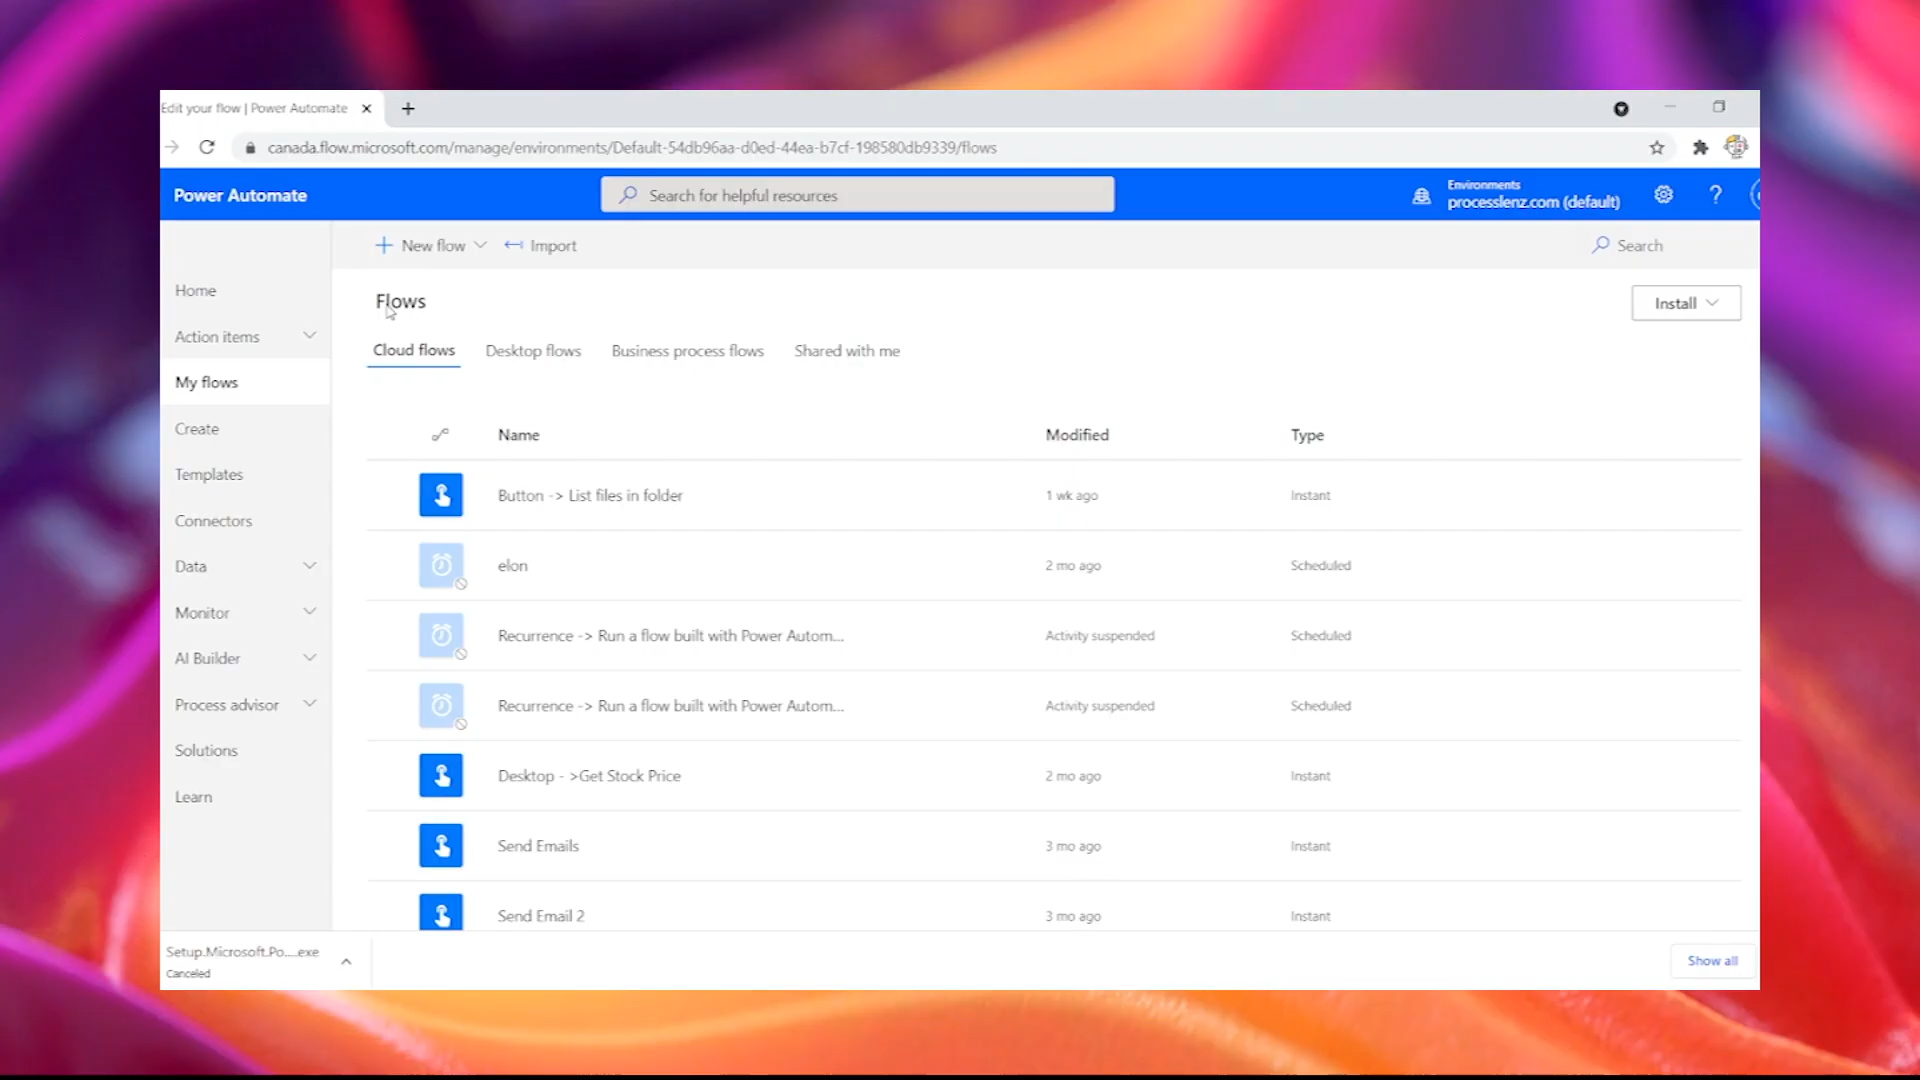 Edit your flow | Power Automate
canada.flow.microsoft.com/manage/environments/Default-54db96aa-d0ed-44ea-b7cf-198580db9339/flows
Power Automate
Search for helpful resources
Environments
processlenz.com (default)
?
New flow
Import
Search
Home
Action items
My flows
Create
Templates
Connectors
Data
Monitor
AI Builder
Process advisor
Solutions
Learn
Flows
Install
Cloud flows Desktop flows Business process flows Shared with me
Name Modified Type
Button -> List files in folder 1 wk ago Instant
elon 2 mo ago Scheduled
Recurrence -> Run a flow built with Power Autom... Activity suspended Scheduled
Recurrence -> Run a flow built with Power Autom... Activity suspended Scheduled
Desktop - >Get Stock Price 2 mo ago Instant
Send Emails 3 mo ago Instant
Send Email 2 3 mo ago Instant
Setup.Microsoft.Po....exe
Canceled
Show all